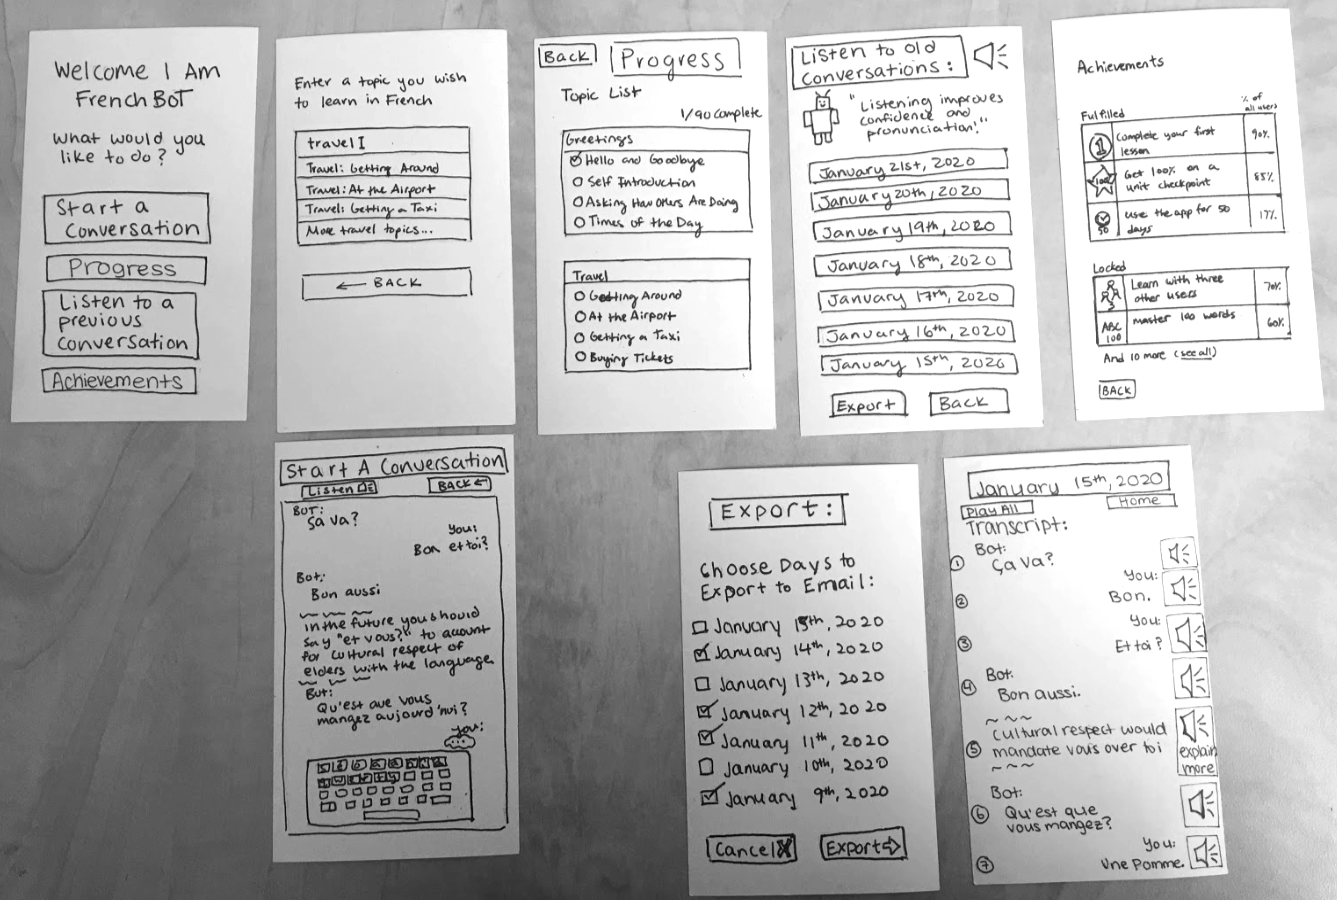 Welcome I Am
FrenchBot
What would you
like to do?
Start a
Conversation
Progress
Listen to a
previous
conversation
Achievements
Enter a topic you wish
to learn in French
travel
Travel: Getting Around
Travel: At the Airport
Travel: Getting a Taxi
More travel topics...
← BACK
Back
Progress
Topic List
1/90 complete
Greetings
Hello and Goodbye
Self Introduction
Asking How Others Are Doing
Times of the Day
Travel
Getting Around
At the Airport
Getting a Taxi
Buying Tickets
Listen to old
Conversations:
"Listening improves
confidence and
pronunciation!"
January 21st, 2020
January 20th, 2020
January 19th, 2020
January 18th, 2020
January 17th, 2020
January 16th, 2020
January 15th, 2020
Export
Back
Achievements
Fulfilled
% of
all users
1
Complete your first
lesson
90%
100
Get 100% on a
unit checkpoint
85%
50
Use the app for 50
days
17%
Locked
Learn with three
other users
70%
ABC
100
Master 100 words
60%
And 10 more (see all)
BACK
Start A Conversation
Listen
BACK ←
BOT:
Ça va?
You:
Bon et toi?
Bot:
Bon aussi
~ ~ ~
in the future you should
say "et vous?" to account
for cultural respect of
elders with the language
~ ~ ~
Bot:
Qu'est que vous
mangez aujourd'hui?
You:
Export:
Choose Days to
Export to Email:
January 15th, 2020
January 14th, 2020
January 13th, 2020
January 12th, 2020
January 11th, 2020
January 10th, 2020
January 9th, 2020
Cancel X
Export ⇨
January 15th, 2020
Play All
Home
Transcript:
Bot:
1 Ça va?
You:
2 Bon.
You:
3 Et toi?
Bot:
4 Bon aussi.
~ ~ ~
Cultural respect would
5 mandate vous over toi
~ ~ ~
explain
more
Bot:
6 Qu'est que
vous mangez?
You:
7 Une pomme.